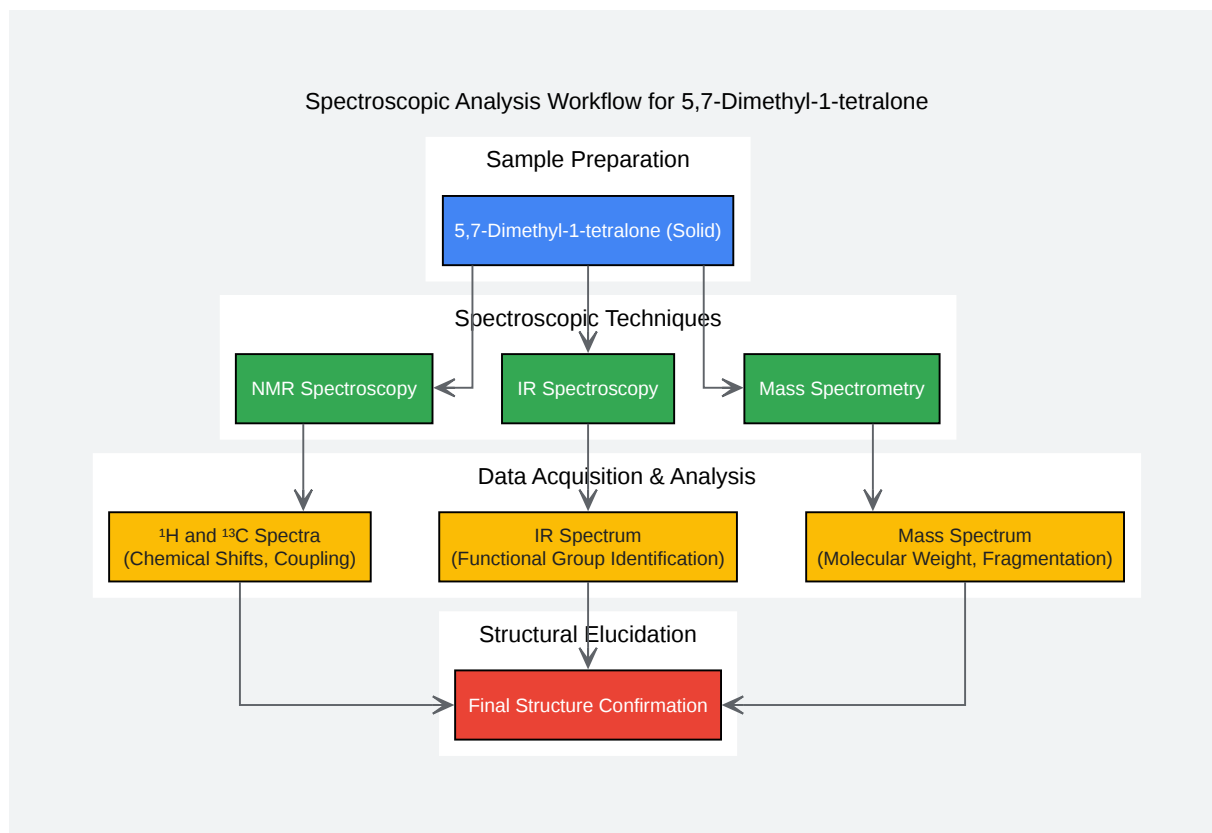 Spectroscopic Analysis Workflow for 5,7-Dimethyl-1-tetralone
Sample Preparation
5,7-Dimethyl-1-tetralone (Solid)
Spectroscopic Techniques
NMR Spectroscopy
IR Spectroscopy
Mass Spectrometry
Data Acquisition & Analysis
¹H and ¹³C Spectra
(Chemical Shifts, Coupling)
IR Spectrum
(Functional Group Identification)
Mass Spectrum
(Molecular Weight, Fragmentation)
Structural Elucidation
Final Structure Confirmation